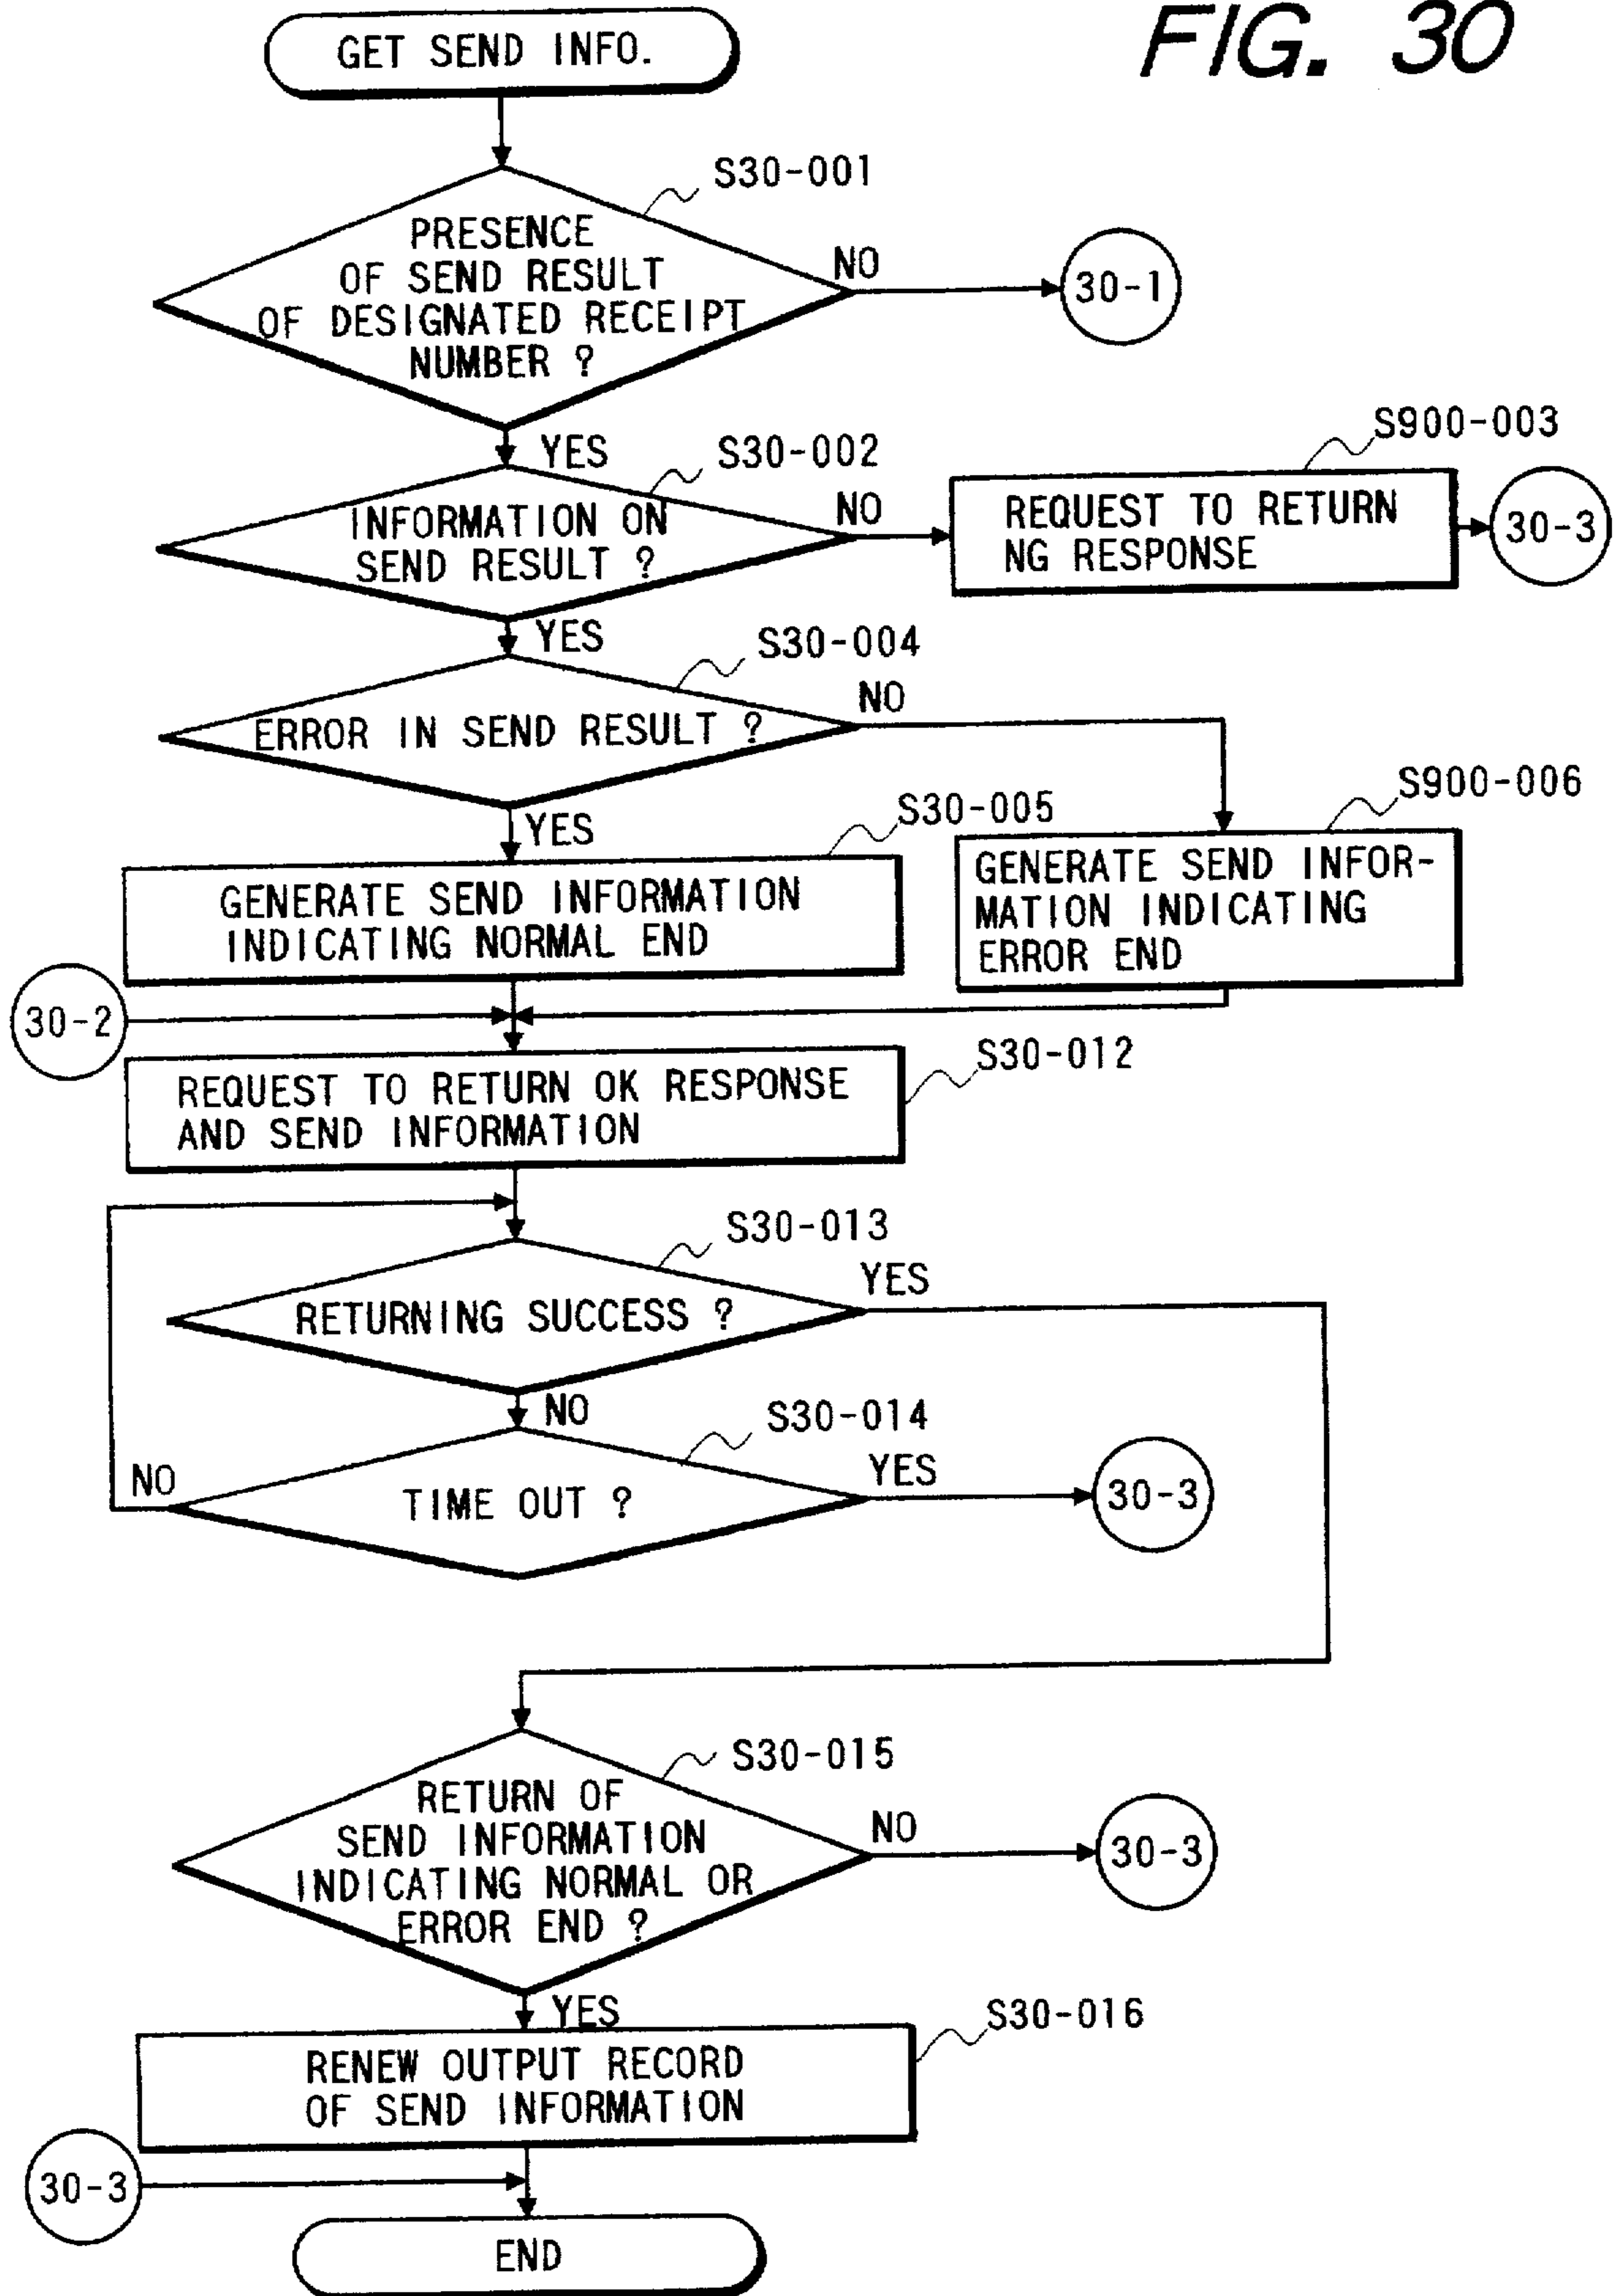 FIG. 30
GET SEND INFO.
S30-001
PRESENCE
OF SEND RESULT
OF DESIGNATED RECEIPT
NUMBER ?
NO
30-1
YES
S30-002
INFORMATION ON
SEND RESULT ?
NO
S900-003
REQUEST TO RETURN
NG RESPONSE
30-3
YES
S30-004
ERROR IN SEND RESULT ?
NO
YES
S30-005
GENERATE SEND INFORMATION
INDICATING NORMAL END
S900-006
GENERATE SEND INFOR-
MATION INDICATING
ERROR END
30-2
S30-012
REQUEST TO RETURN OK RESPONSE
AND SEND INFORMATION
S30-013
RETURNING SUCCESS ?
YES
NO
S30-014
TIME OUT ?
NO
YES
30-3
S30-015
RETURN OF
SEND INFORMATION
INDICATING NORMAL OR
ERROR END ?
NO
30-3
YES
S30-016
RENEW OUTPUT RECORD
OF SEND INFORMATION
30-3
END